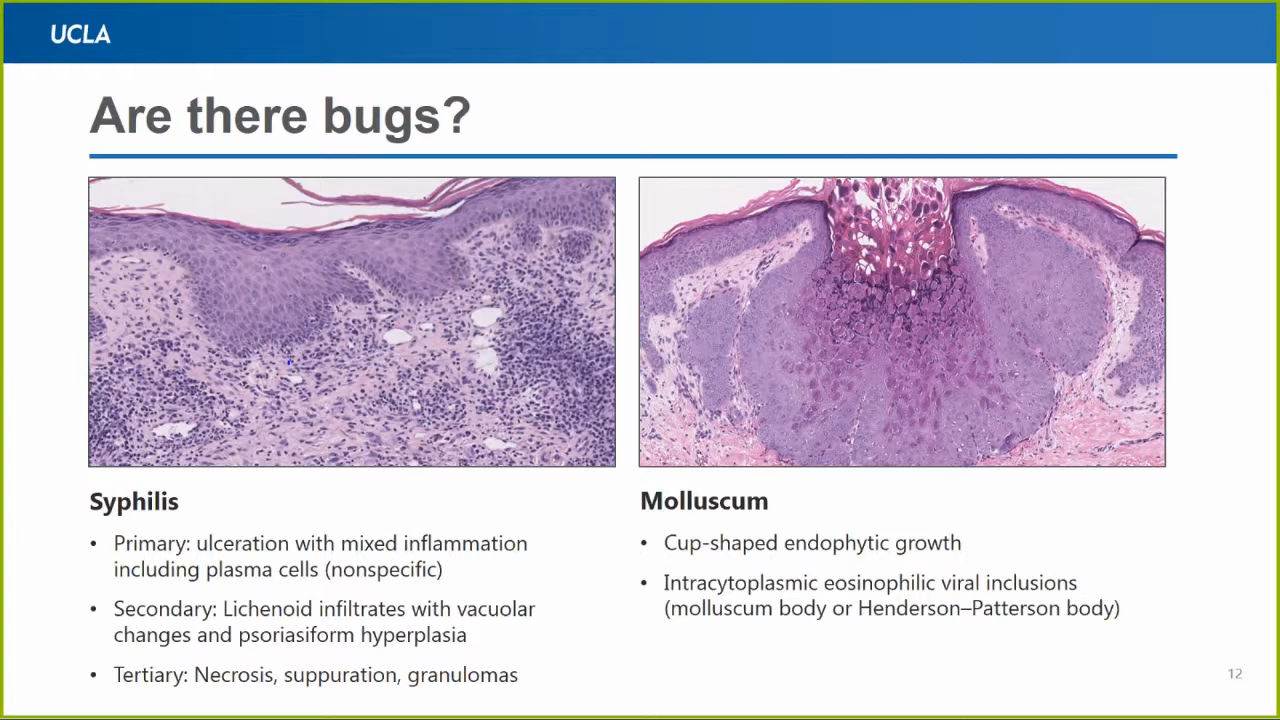 UCLA
Are there bugs?
Syphilis
• Primary: ulceration with mixed inflammation
including plasma cells (nonspecific)
• Secondary: Lichenoid infiltrates with vacuolar
changes and psoriasiform hyperplasia
• Tertiary: Necrosis, suppuration, granulomas
Molluscum
• Cup-shaped endophytic growth
• Intracytoplasmic eosinophilic viral inclusions
(molluscum body or Henderson–Patterson body)
12